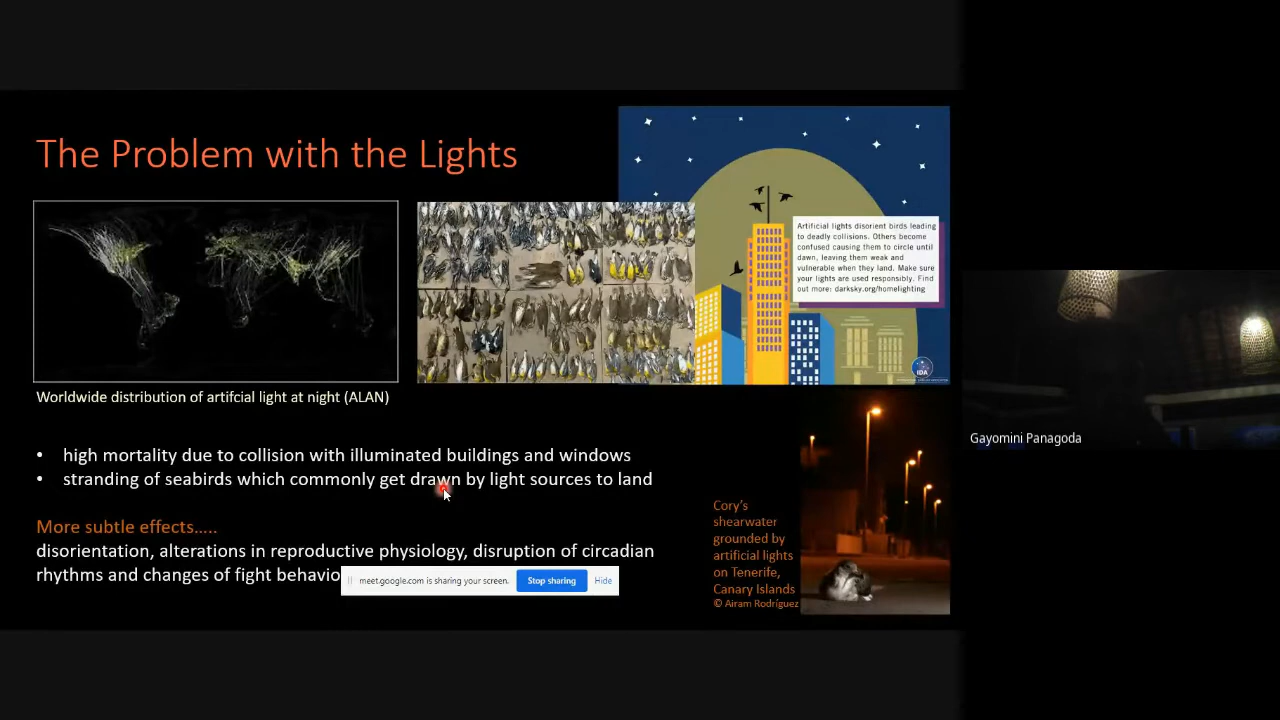 The Problem with the Lights
Artificial lights disorient birds leading
to deadly collisions. Others become
confused causing them to circle until
dawn, leaving them weak and
vulnerable when they land. Make sure
your lights are used responsibly. Find
out more: darksky.org/homelighting
IDA
Worldwide distribution of artifcial light at night (ALAN)
• high mortality due to collision with illuminated buildings and windows
• stranding of seabirds which commonly get drawn by light sources to land
More subtle effects.....
disorientation, alterations in reproductive physiology, disruption of circadian
rhythms and changes of fight behavio
meet.google.com is sharing your screen.
Stop sharing
Hide
Cory's
shearwater
grounded by
artificial lights
on Tenerife,
Canary Islands
© Airam Rodríguez
Gayomini Panagoda